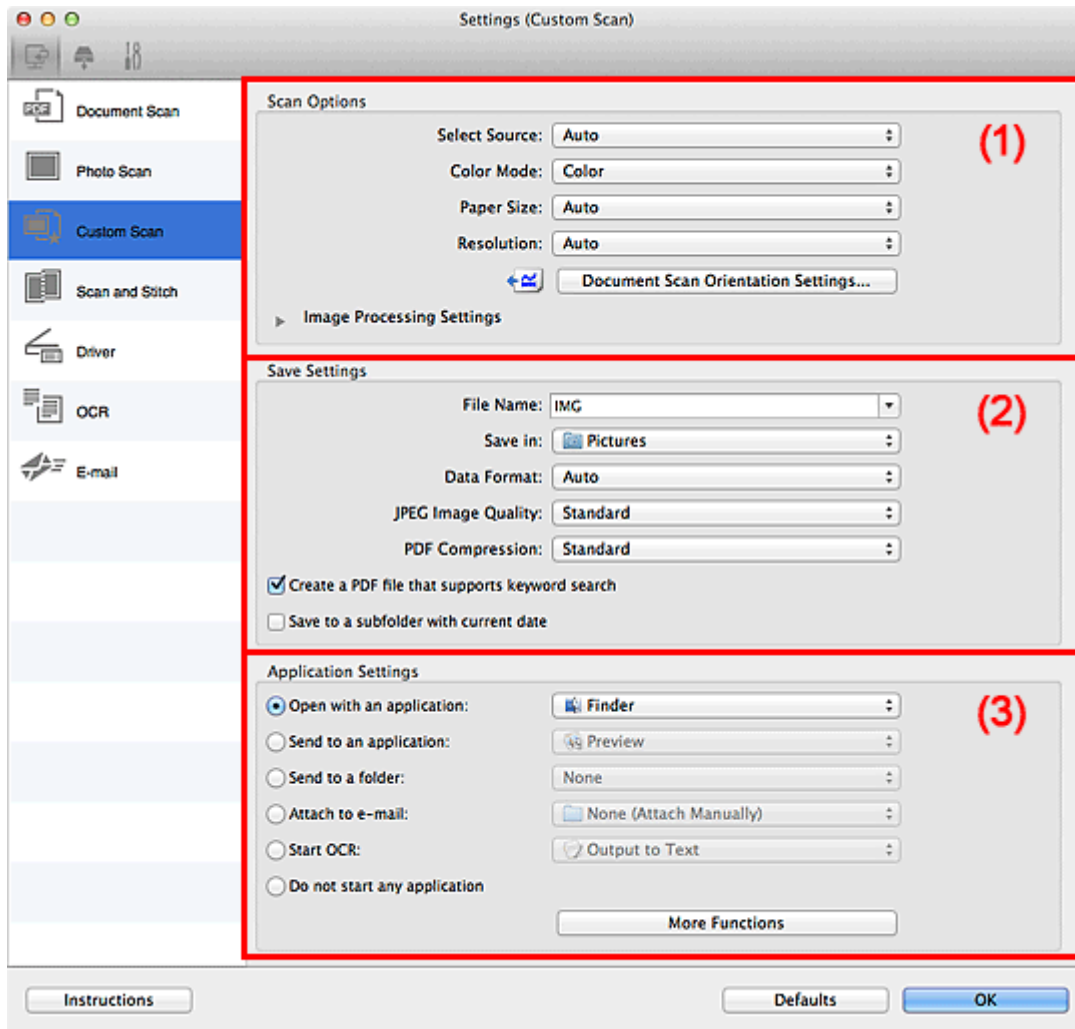 Settings (Custom Scan)
Document Scan
Photo Scan
Custom Scan
Scan and Stitch
Driver
OCR
E-mail
Scan Options
(1)
Select Source: Auto
Color Mode: Color
Paper Size: Auto
Resolution: Auto
Document Scan Orientation Settings...
Image Processing Settings
Save Settings
(2)
File Name: IMG
Save in: Pictures
Data Format: Auto
JPEG Image Quality: Standard
PDF Compression: Standard
Create a PDF file that supports keyword search
Save to a subfolder with current date
Application Settings
(3)
Open with an application: Finder
Send to an application: Preview
Send to a folder: None
Attach to e-mail: None (Attach Manually)
Start OCR: Output to Text
Do not start any application
More Functions
Instructions
Defaults
OK